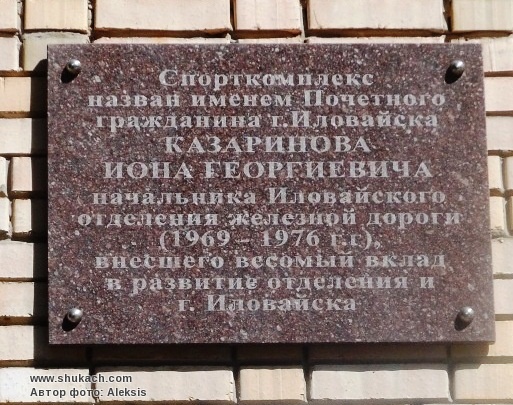 Спорткомплекс
назван именем Почетного
гражданина г.Иловайска
КАЗАРИНОВА
ИОНА ГЕОРГИЕВИЧА
начальника Иловайского
отделения железной дороги
(1969 – 1976 г.г),
внесшего весомый вклад
в развитие отделения и
г. Иловайска
www.shukach.com
Автор фото: Aleksis